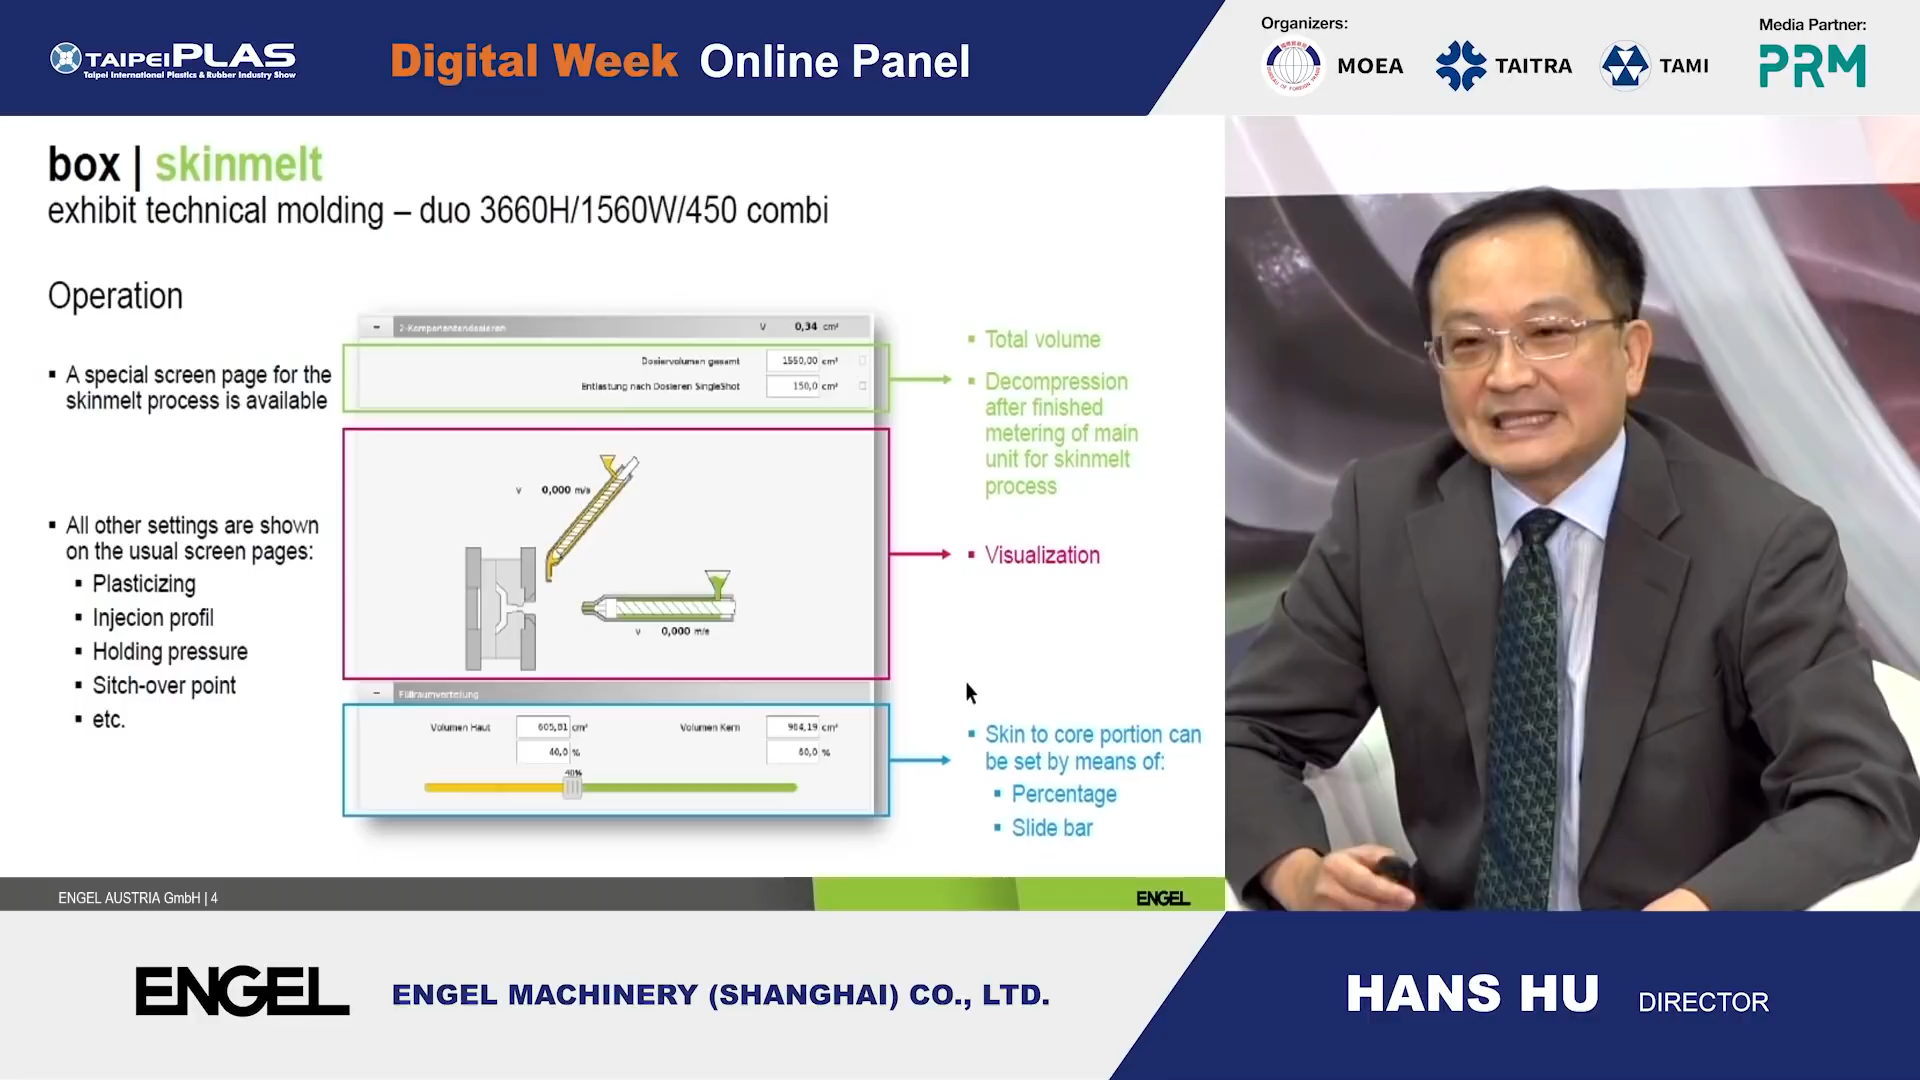 TAIPEIPLAS
Taipei International Plastics & Rubber Industry Show
Digital Week Online Panel
Organizers:
MOEA
TAITRA
TAMI
Media Partner:
PRM
box | skinmelt
exhibit technical molding – duo 3660H/1560W/450 combi
Operation
▪ A special screen page for the
skinmelt process is available
▪ All other settings are shown
on the usual screen pages:
▪ Plasticizing
▪ Injecion profil
▪ Holding pressure
▪ Sitch-over point
▪ etc.
2-Komponentendosieren V 0,34 cm³
Dosiervolumen gesamt 1550,00 cm³
Entlastung nach Dosieren SingleShot 150,0 cm³
V 0,000 m/s
V 0,000 m/s
Füllraumverteilung
Volumen Haut 605,81 cm³ Volumen Kern 964,19 cm³
40,0 % 60,0 %
40%
▪ Total volume
▪ Decompression
after finished
metering of main
unit for skinmelt
process
▪ Visualization
▪ Skin to core portion can
be set by means of:
▪ Percentage
▪ Slide bar
ENGEL AUSTRIA GmbH | 4
ENGEL
ENGEL
ENGEL MACHINERY (SHANGHAI) CO., LTD.
HANS HU DIRECTOR